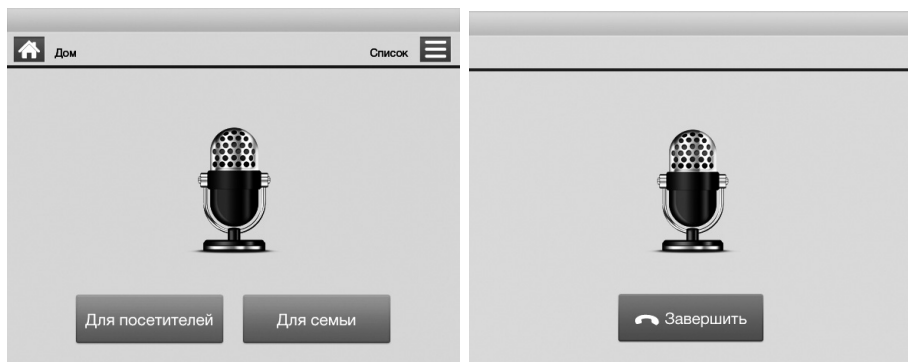 Дом
Список
Для посетителей
Для семьи
Завершить